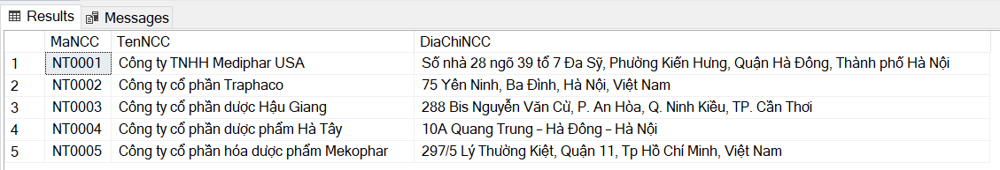 Results Messages
MaNCC TenNCC DiaChiNCC
1 NT0001 Công ty TNHH Mediphar USA Số nhà 28 ngõ 39 tổ 7 Đa Sỹ, Phường Kiến Hưng, Quận Hà Đông, Thành phố Hà Nội
2 NT0002 Công ty cổ phần Traphaco 75 Yên Ninh, Ba Đình, Hà Nội, Việt Nam
3 NT0003 Công ty cổ phần dược Hậu Giang 288 Bis Nguyễn Văn Cừ, P. An Hòa, Q. Ninh Kiều, TP. Cần Thơi
4 NT0004 Công ty cổ phần dược phẩm Hà Tây 10A Quang Trung – Hà Đông – Hà Nội
5 NT0005 Công ty cổ phần hóa dược phẩm Mekophar 297/5 Lý Thường Kiệt, Quận 11, Tp Hồ Chí Minh, Việt Nam